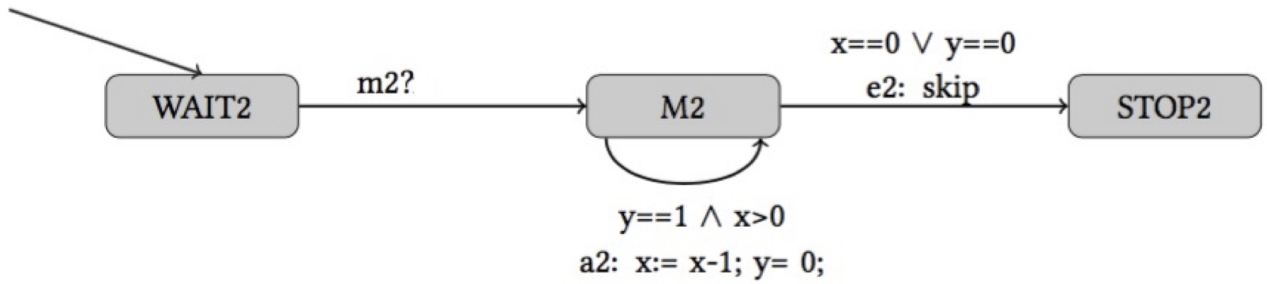 x==0 ∨ y==0
m2?
e2: skip
WAIT2
M2
STOP2
y==1 ∧ x>0
a2: x:= x-1; y= 0;